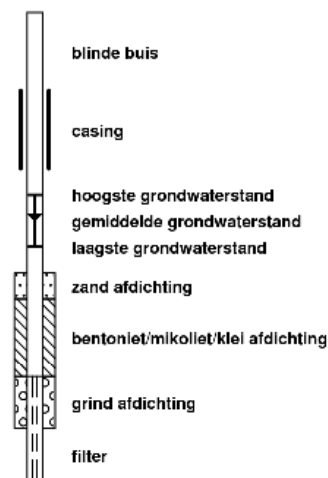 blinde buis
casing
hoogste grondwaterstand
gemiddelde grondwaterstand
laagste grondwaterstand
zand afdichting
bentoniet/mikoliet/klei afdichting
grind afdichting
filter